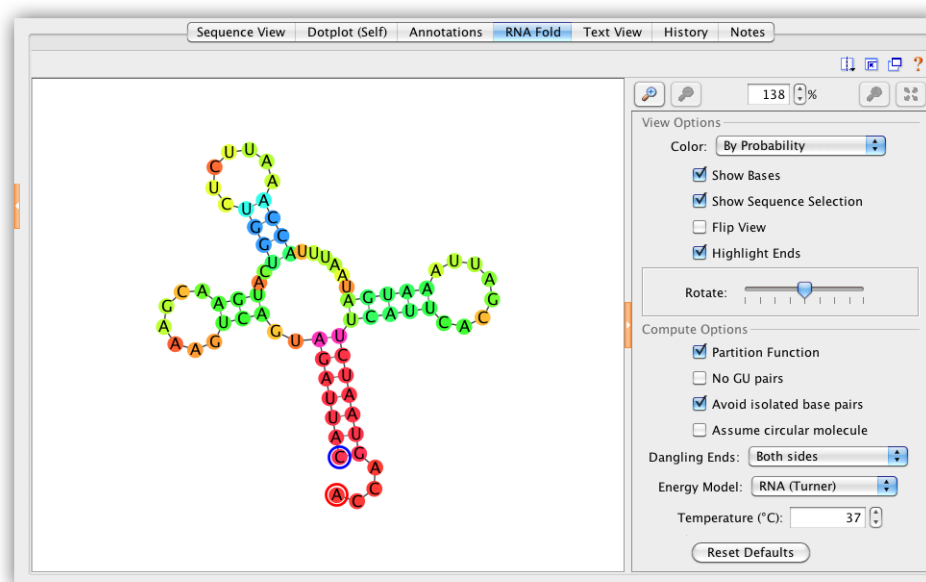 Sequence View Dotplot (Self) Annotations RNA Fold Text View History Notes
?
138 %
View Options
Color: By Probability
Show Bases
Show Sequence Selection
Flip View
Highlight Ends
Rotate:
Compute Options
Partition Function
No GU pairs
Avoid isolated base pairs
Assume circular molecule
Dangling Ends: Both sides
Energy Model: RNA (Turner)
Temperature (°C): 37
Reset Defaults